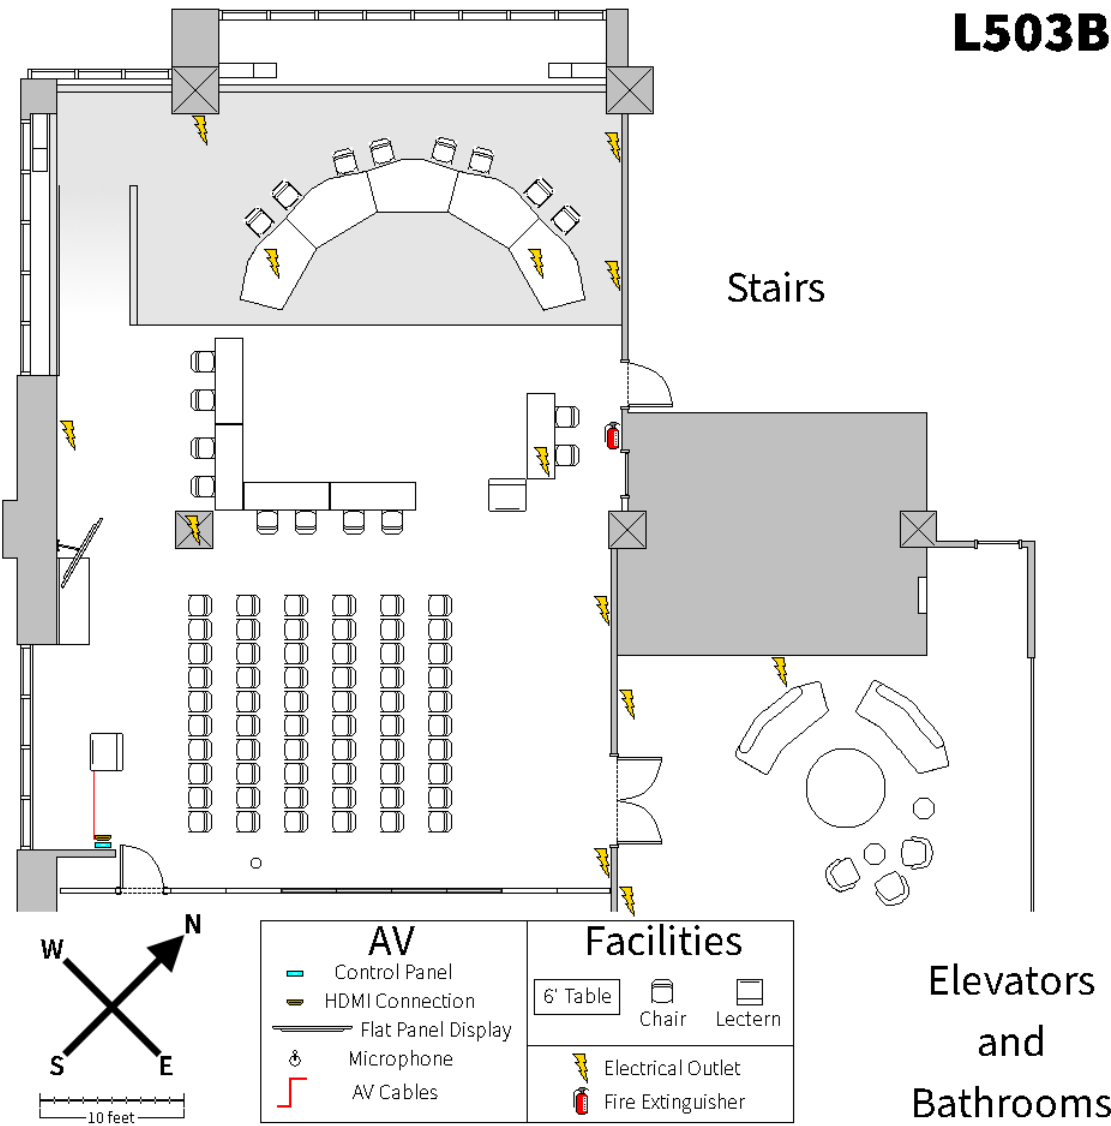 L503B
Stairs
N
W
S
E
10 feet
AV
Control Panel
HDMI Connection
Flat Panel Display
Microphone
AV Cables
Facilities
6' Table
Chair
Lectern
Electrical Outlet
Fire Extinguisher
Elevators
and
Bathrooms